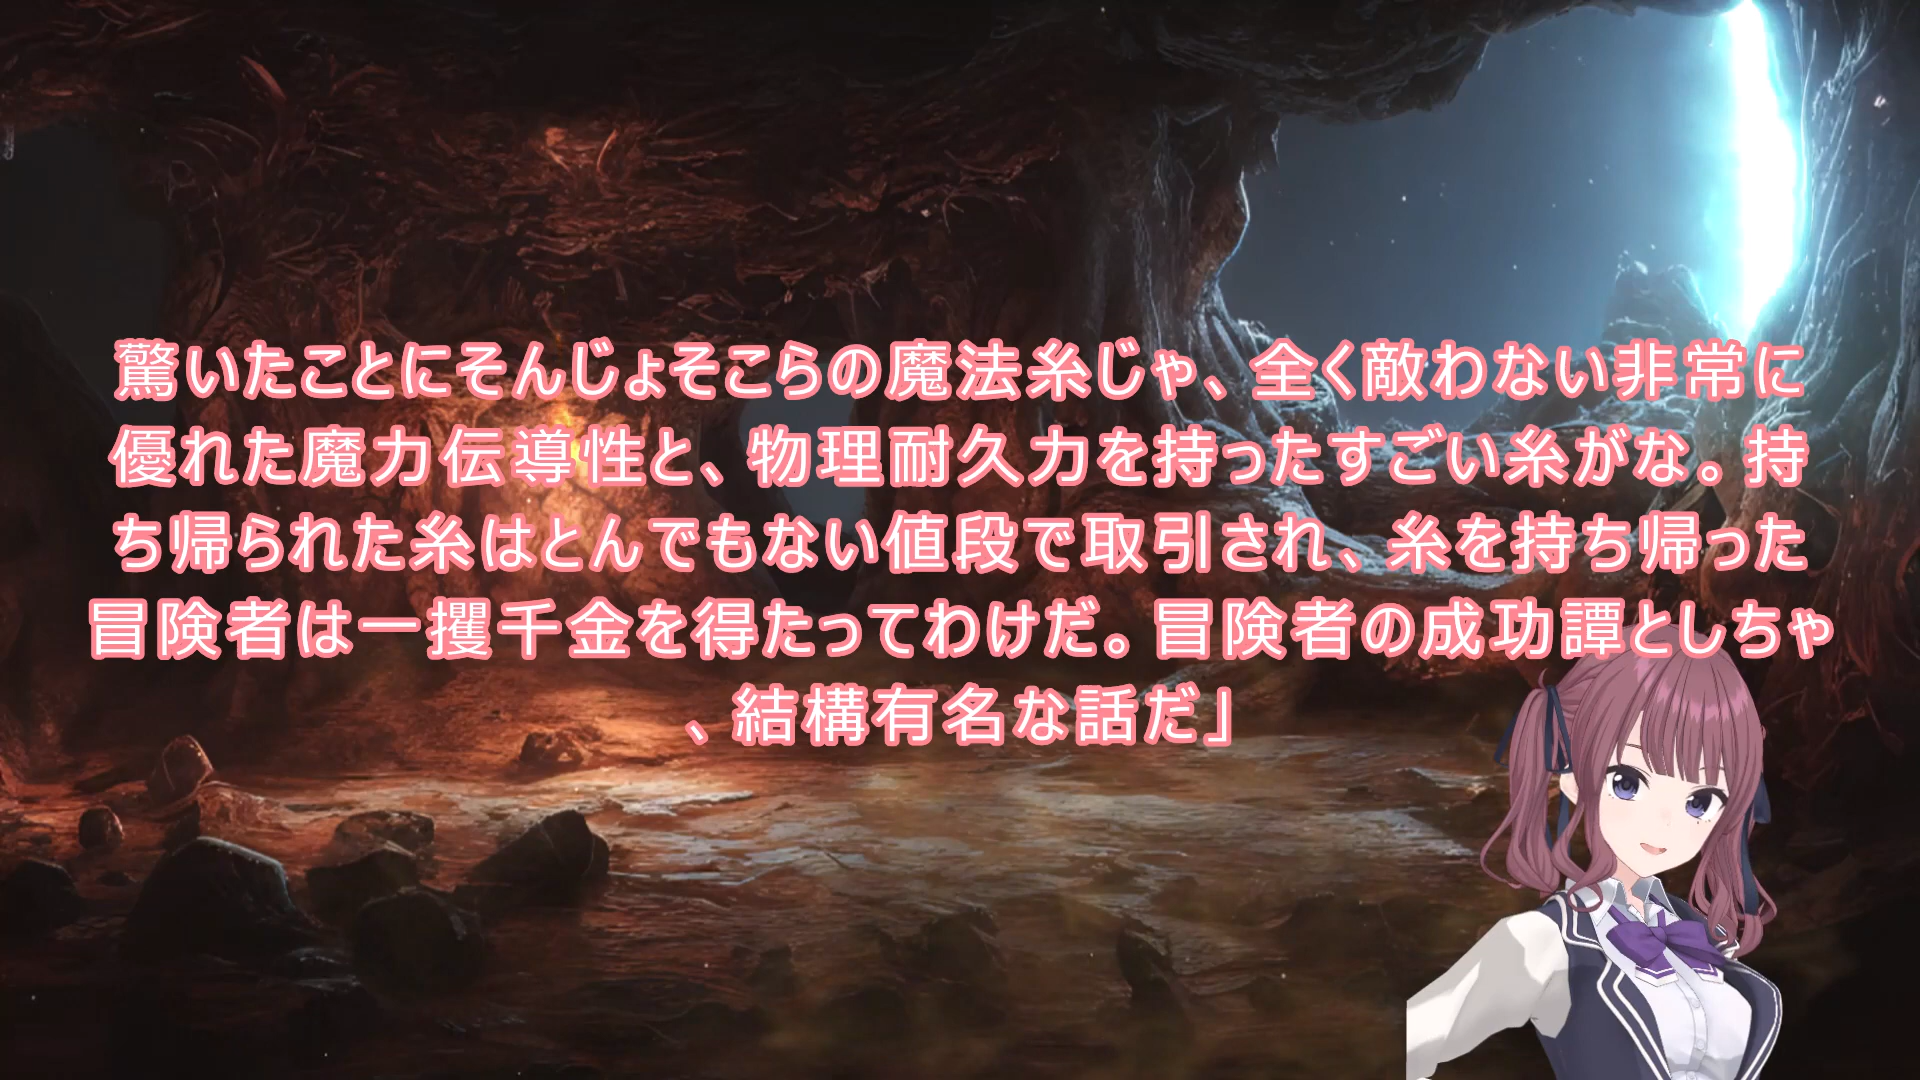 驚いたことにそんじょそこらの魔法糸じゃ、全く敵わない非常に
優れた魔力伝導性と、物理耐久力を持ったすごい糸がな。持
ち帰られた糸はとんでもない値段で取引され、糸を持ち帰った
冒険者は一攫千金を得たってわけだ。冒険者の成功譚としちゃ
、結構有名な話だ」